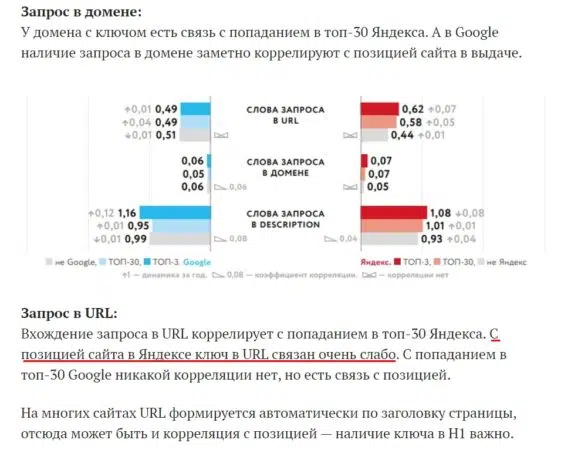 Запрос в домене:
У домена с ключом есть связь с попаданием в топ-30 Яндекса. А в Google
наличие запроса в домене заметно коррелируют с позицией сайта в выдаче.
↑0,01 0,49 СЛОВА ЗАПРОСА 0,62 ↑0,07
↑0,04 0,49 В URL 0,58 ↑0,05
↓0,01 0,51 0,44 ↑0,01
0,06 СЛОВА ЗАПРОСА 0,07
0,05 В ДОМЕНЕ 0,07
0,06 0,06 0,05
↑0,12 1,16 СЛОВА ЗАПРОСА 1,08 ↓0,08
↑0,01 0,95 В DESCRIPTION 1,01 ↑0,01
↓0,01 0,99 0,08 0,04 0,93 ↑0,04
не Google, ТОП-30, ТОП-3. Google Яндекс. ТОП-3, ТОП-30, не Яндекс
↑1 — динамика за год. 0,08 — коэффициент корреляции. — корреляции нет
Запрос в URL:
Вхождение запроса в URL коррелирует с попаданием в топ-30 Яндекса. С
позицией сайта в Яндексе ключ в URL связан очень слабо. С попаданием в
топ-30 Google никакой корреляции нет, но есть связь с позицией.
На многих сайтах URL формируется автоматически по заголовку страницы,
отсюда может быть и корреляция с позицией — наличие ключа в H1 важно.